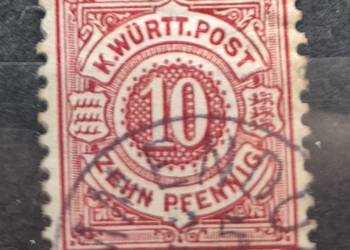 K. WÜRTT. POST
10
ZEHN PFENNIG